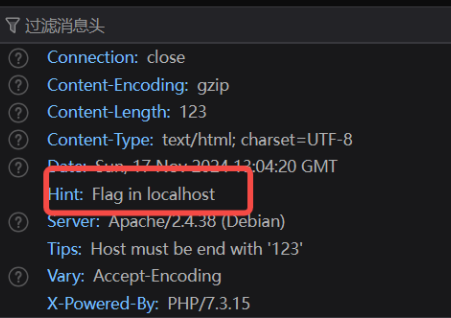 过滤消息头
Connection: close
Content-Encoding: gzip
Content-Length: 123
Content-Type: text/html; charset=UTF-8
Date: Sun, 17 Nov 2024 13:04:20 GMT
Hint: Flag in localhost
Server: Apache/2.4.38 (Debian)
Tips: Host must be end with '123'
Vary: Accept-Encoding
X-Powered-By: PHP/7.3.15